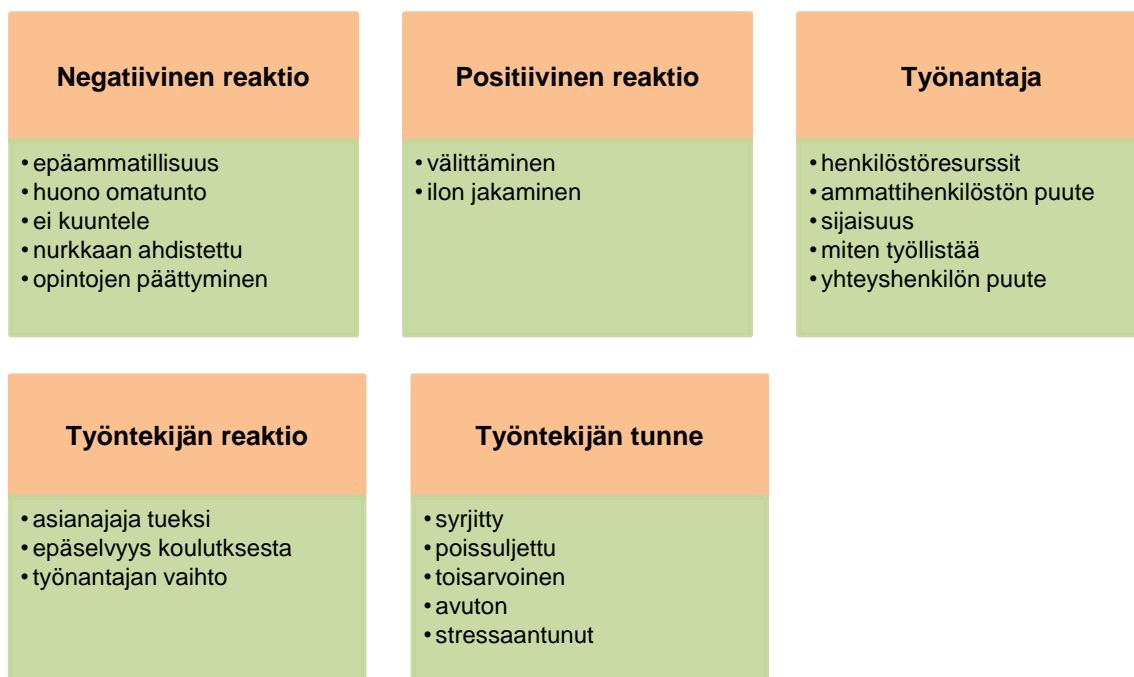 Negatiivinen reaktio
• epäammatillisuus
• huono omatunto
• ei kuuntele
• nurkkaan ahdistettu
• opintojen päättyminen
Positiivinen reaktio
• välittäminen
• ilon jakaminen
Työnantaja
• henkilöstöresurssit
• ammattihenkilöstön puute
• sijaisuus
• miten työllistää
• yhteyshenkilön puute
Työntekijän reaktio
• asianajaja tueksi
• epäselvyys koulutksesta
• työnantajan vaihto
Työntekijän tunne
• syrjitty
• poissuljettu
• toisarvoinen
• avuton
• stressaantunut